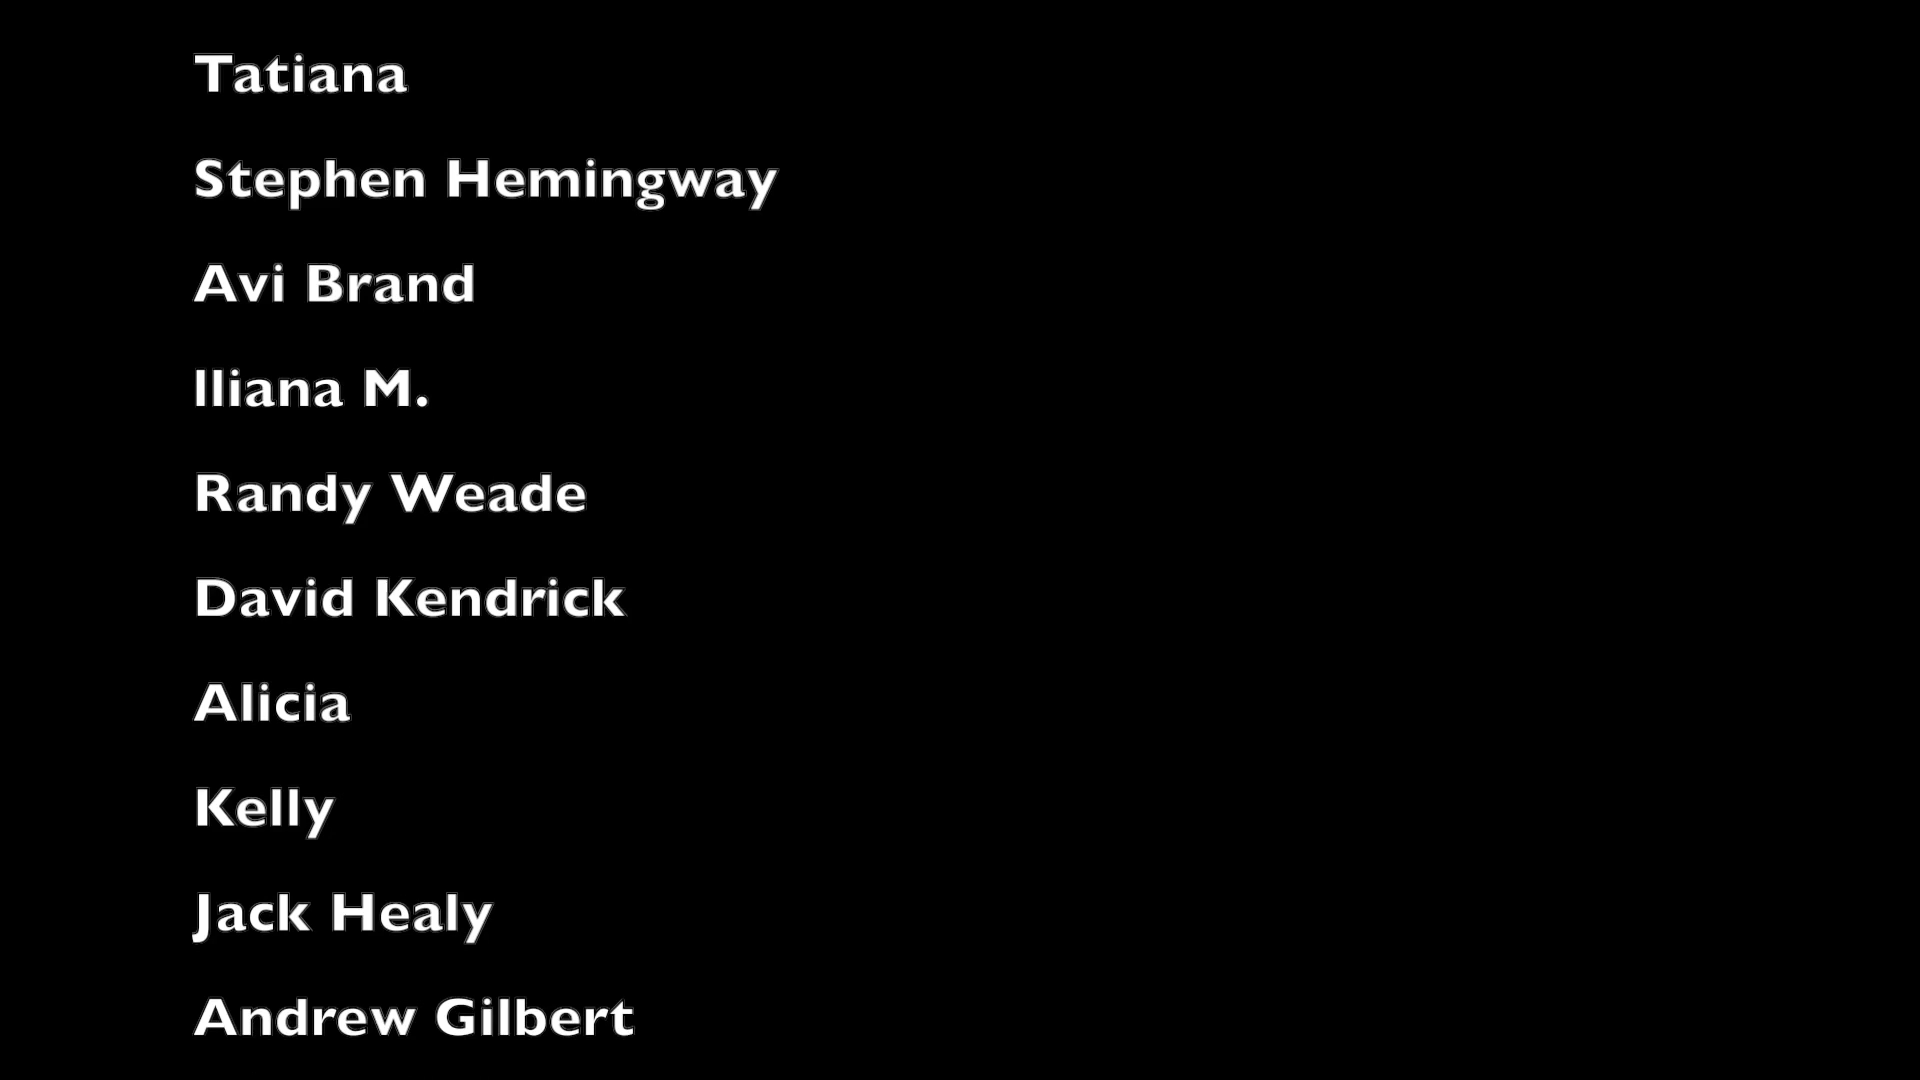 Tatiana
Stephen Hemingway
Avi Brand
Iliana M.
Randy Weade
David Kendrick
Alicia
Kelly
Jack Healy
Andrew Gilbert